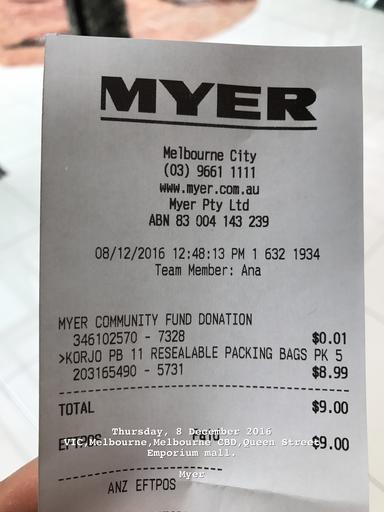 MYER
Melbourne City
(03) 9661 1111
www.myer.com.au
Myer Pty Ltd
ABN 83 004 143 239
08/12/2016 12:48:13 PM 1 632 1934
Team Member: Ana
MYER COMMUNITY FUND DONATION
346102570 - 7328 $0.01
>KORJO PB 11 RESEALABLE PACKING BAGS PK 5
203165490 - 5731 $8.99
TOTAL $9.00
Thursday, 8 December 2016
EFTPOS $9.00
VIC,Melbourne,Melbourne CBD,Queen Street
Emporium mall.
Myer
ANZ EFTPOS